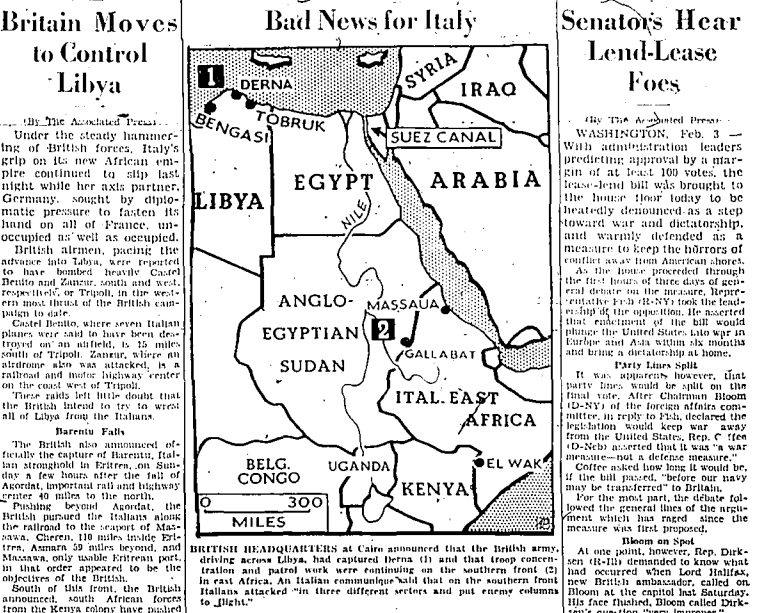 Britain Moves
to Control
Libya
(By The Associated Press)
Under the steady hammer-
ing of British forces, Italy's
grip on its new African em-
pire continued to slip last
night while her axis partner,
Germany, sought by diplo-
matic pressure to fasten its
hand on all of France, un-
occupied as well as occupied.
British airmen, pacing the
advance into Libya, were reported
to have bombed heavily Castel
Benito and Zanzur, south and west,
respectively, or Tripoli, in the west-
ern most thrust of the British cam-
paign to date.
Castel Benito, where seven Italian
planes were said to have been des-
troyed on an airfield, is 15 miles
south of Tripoli. Zanzur, where an
airdrome also was attacked, is a
railroad and motor highway center
on the coast west of Tripoli.
These raids left little doubt that
the British intend to try to wrest
all of Libya from the Italians.
Barentu Falls
The British also announced of-
ficially the capture of Barentu, Ital-
ian stronghold in Eritrea, on Sun-
day a few hours after the fall of
Agordat, important rail and highway
center 40 miles to the north.
Pushing beyond Agordat, the
British pursued the Italians along
the railroad to the seaport of Mas-
sawa. Cheren, 110 miles inside Eri-
trea, Asmara 59 miles beyond, and
Massawa, only usable Eritrean port,
in that order appeared to be the
objectives of the British.
South of this front, the British
announced, south African forces
from the Kenya colony have pushed
Bad News for Italy
1
DERNA
BENGASI
TOBRUK
SYRIA
IRAQ
SUEZ CANAL
EGYPT
ARABIA
LIBYA
NILE
ANGLO-
EGYPTIAN
SUDAN
MASSAUA
2
GALLABAT
ITAL. EAST
AFRICA
BELG.
CONGO
UGANDA
KENYA
EL WAK
0 300
MILES
BRITISH HEADQUARTERS at Cairo announced that the British army,
driving across Libya, had captured Derna (1) and that troop concen-
tration and patrol work were continuing on the southern front (2)
in east Africa. An Italian communique said that on the southern front
Italians attacked "in three different sectors and put enemy columns
to flight."
Senators Hear
Lend-Lease
Foes
(By The Associated Press)
WASHINGTON, Feb. 3 —
With administration leaders
predicting approval by a mar-
gin of at least 100 votes, the
lease-lend bill was brought to
the house floor today to be
heatedly denounced as a step
toward war and dictatorship,
and warmly defended as a
measure to keep the horrors of
conflict away from American shores.
As the house proceeded through
the first hours of three days of gen-
eral debate on the measure, Repre-
sentative Fish (R-NY) took the lead-
ership of the opposition. He asserted
that enactment of the bill would
plunge the United States into war in
Europe and Asia within six months
and bring a dictatorship at home.
Party Lines Split
It was apparent, however, that
party lines would be split on the
final vote. After Chairman Bloom
(D-NY) of the foreign affairs com-
mittee, in reply to Fish, declared the
legislation would keep war away
from the United States, Rep. Coffee
(D-Neb) asserted that it was "a war
measure—not a defense measure."
Coffee asked how long it would be,
if the bill passed, "before our navy
may be transferred" to Britain.
For the most part, the debate fol-
lowed the general lines of the argu-
ment which has raged since the
measure was first proposed.
Bloom on Spot
At one point, however, Rep. Dirk-
sen (R-Ill) demanded to know what
had occurred when Lord Halifax,
new British ambassador, called on
Bloom at the capitol last Saturday.
His face flushed, Bloom called Dirk-
sen's question "very improper."